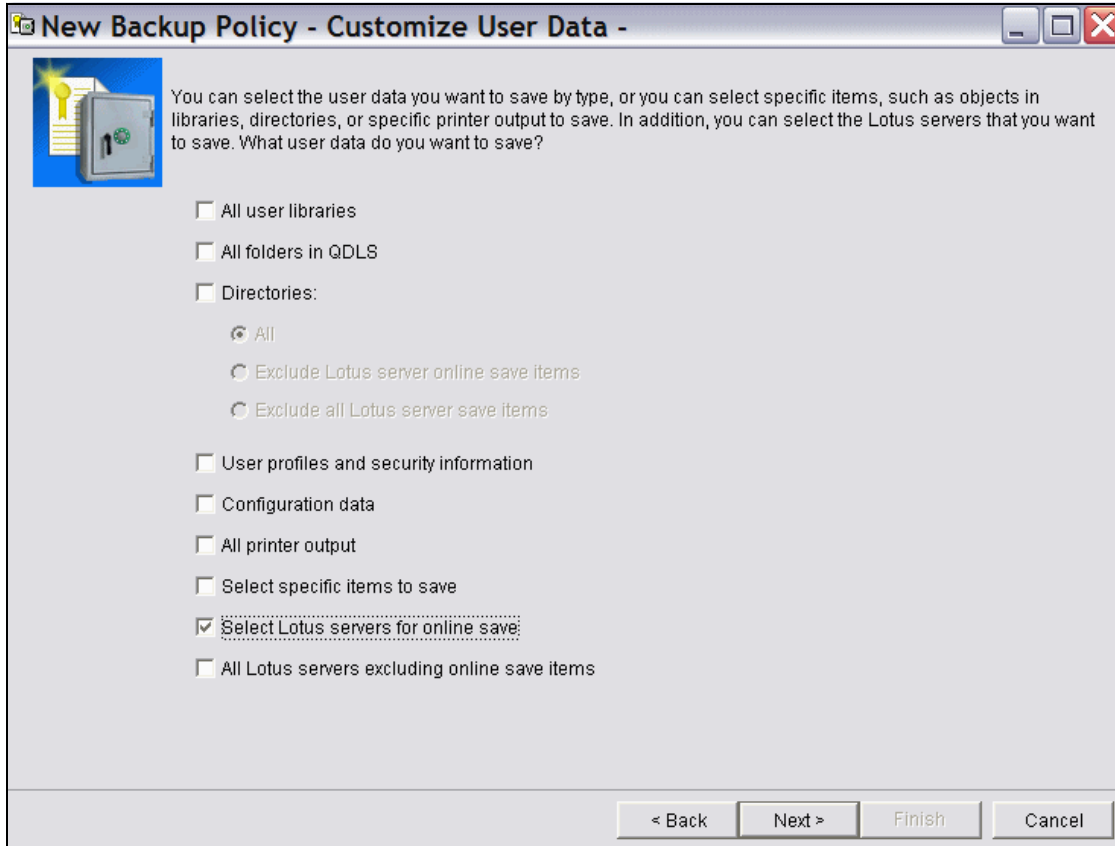 New Backup Policy - Customize User Data -
You can select the user data you want to save by type, or you can select specific items, such as objects in
libraries, directories, or specific printer output to save. In addition, you can select the Lotus servers that you want
to save. What user data do you want to save?
All user libraries
All folders in QDLS
Directories:
All
Exclude Lotus server online save items
Exclude all Lotus server save items
User profiles and security information
Configuration data
All printer output
Select specific items to save
Select Lotus servers for online save
All Lotus servers excluding online save items
< Back
Next >
Finish
Cancel